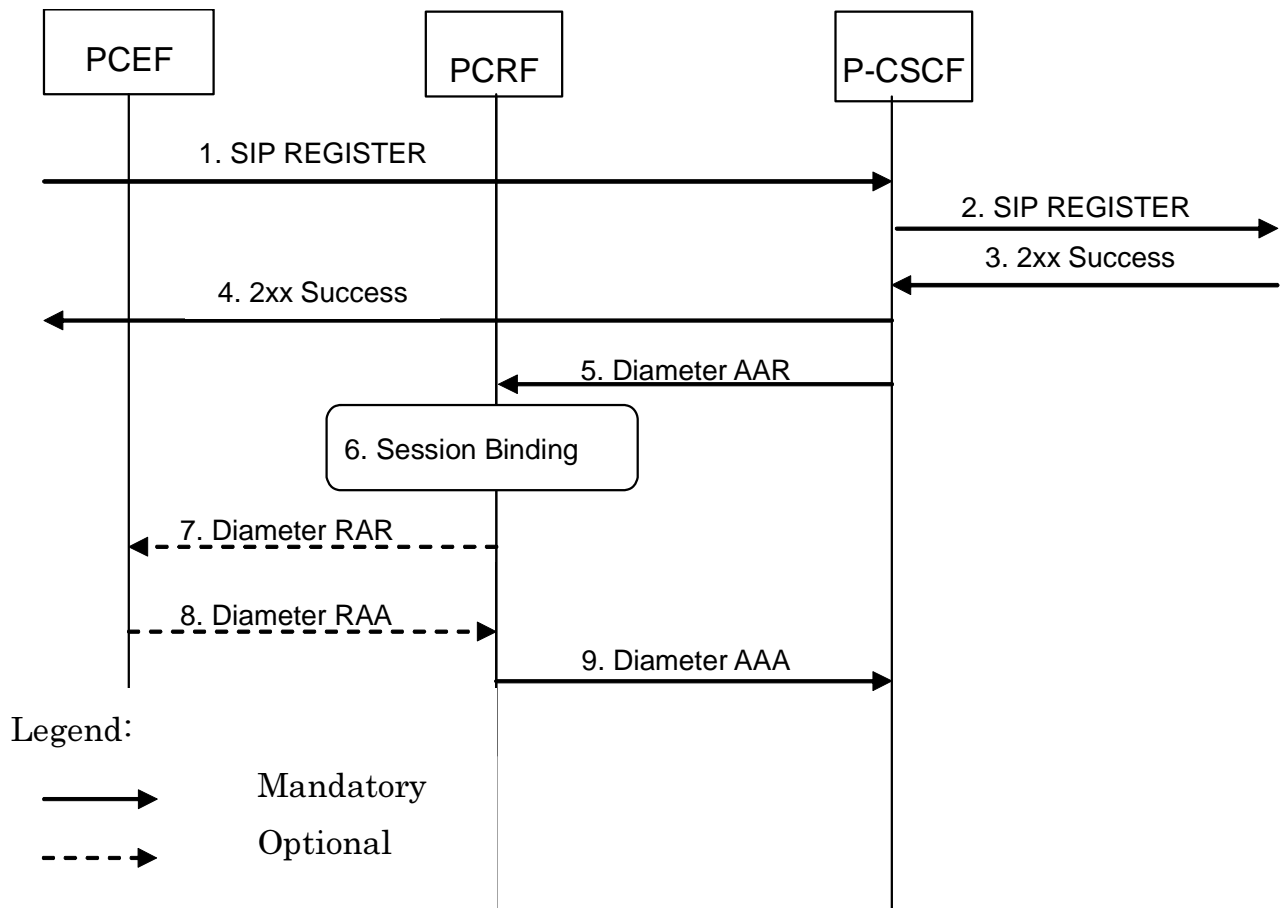 PCEF
PCRF
P-CSCF
1. SIP REGISTER
2. SIP REGISTER
3. 2xx Success
4. 2xx Success
5. Diameter AAR
6. Session Binding
7. Diameter RAR
8. Diameter RAA
9. Diameter AAA
Legend:
Mandatory
Optional